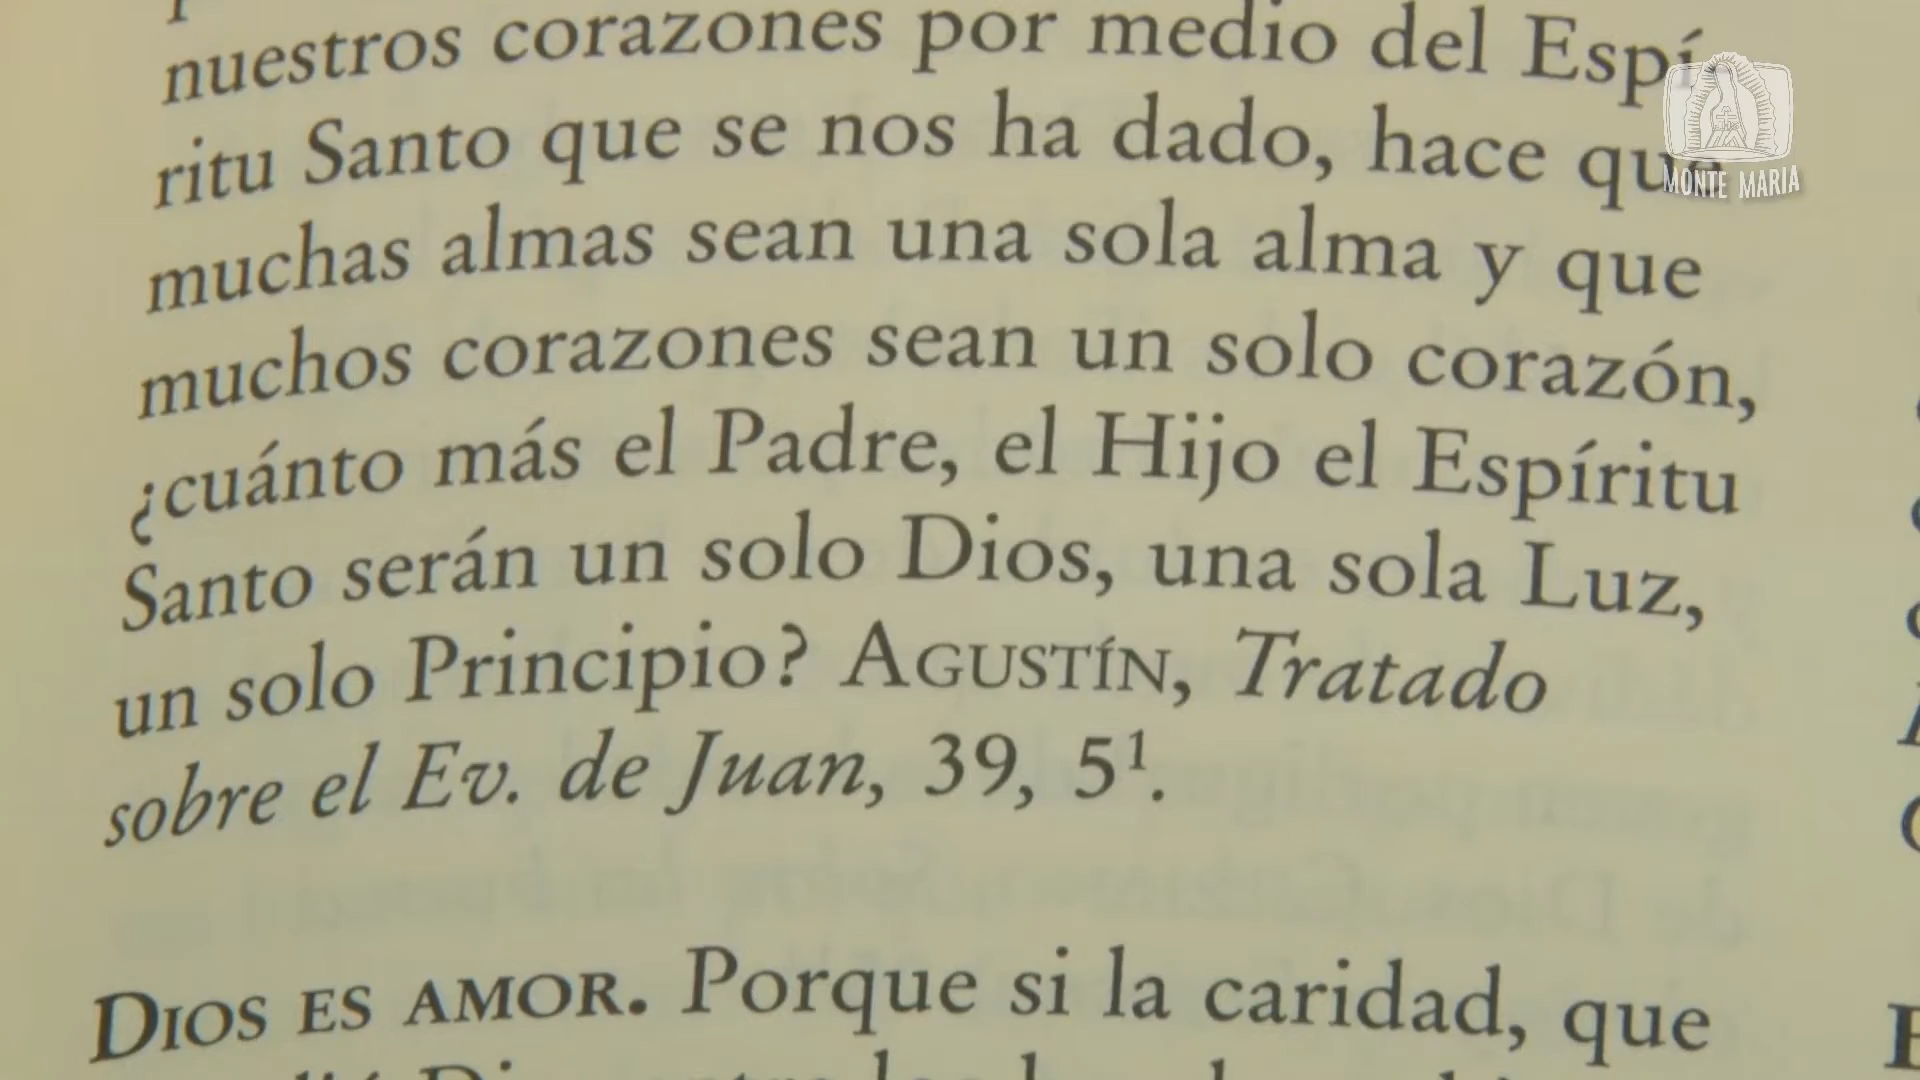 nuestros corazones por medio del Espí
ritu Santo que se nos ha dado, hace que
muchas almas sean una sola alma y que
muchos corazones sean un solo corazón,
¿cuánto más el Padre, el Hijo el Espíritu
Santo serán un solo Dios, una sola Luz,
un solo Principio? AGUSTÍN, Tratado
sobre el Ev. de Juan, 39, 5¹.
DIOS ES AMOR. Porque si la caridad, que
MONTE MARIA